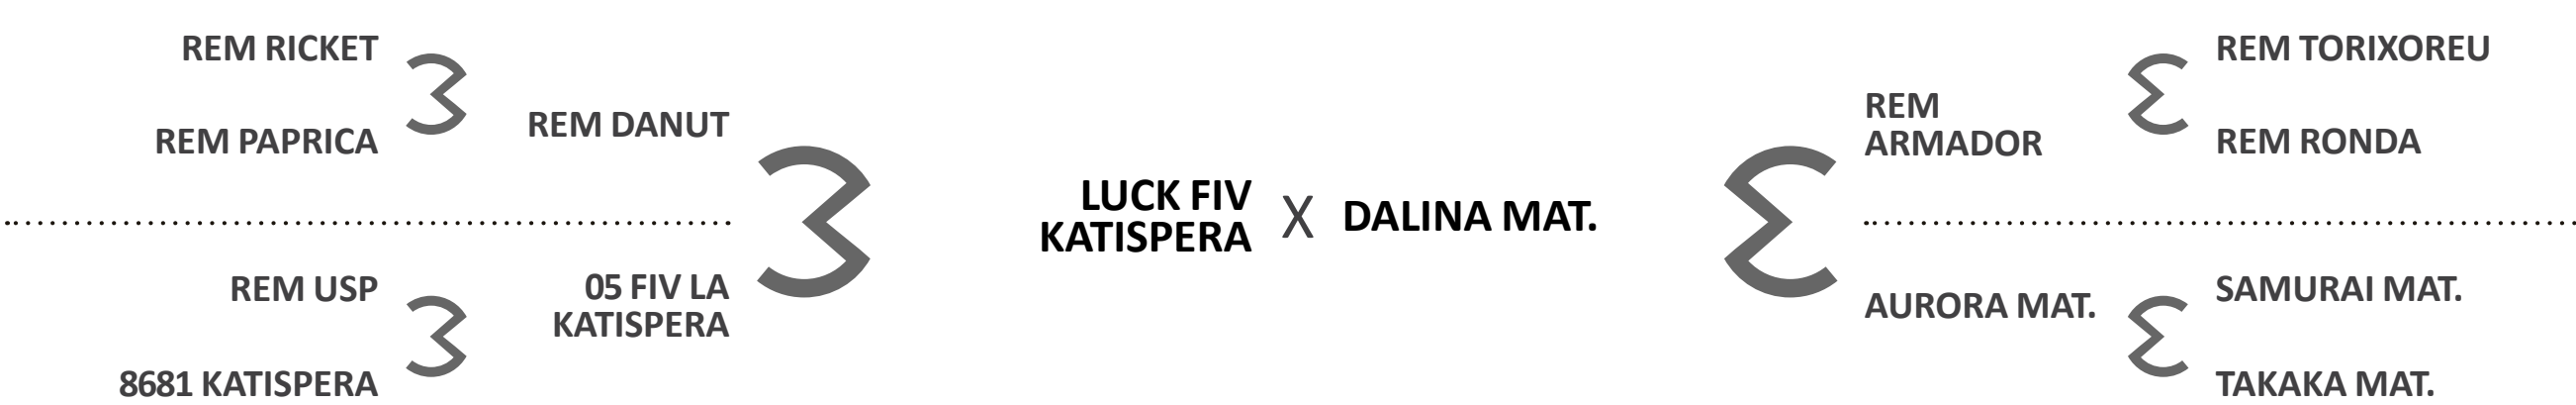 REM RICKET
REM PAPRICA
REM DANUT
REM USP
8681 KATISPERA
05 FIV LA
KATISPERA
LUCK FIV
KATISPERA
X
DALINA MAT.
REM
ARMADOR
REM TORIXOREU
REM RONDA
AURORA MAT.
SAMURAI MAT.
TAKAKA MAT.